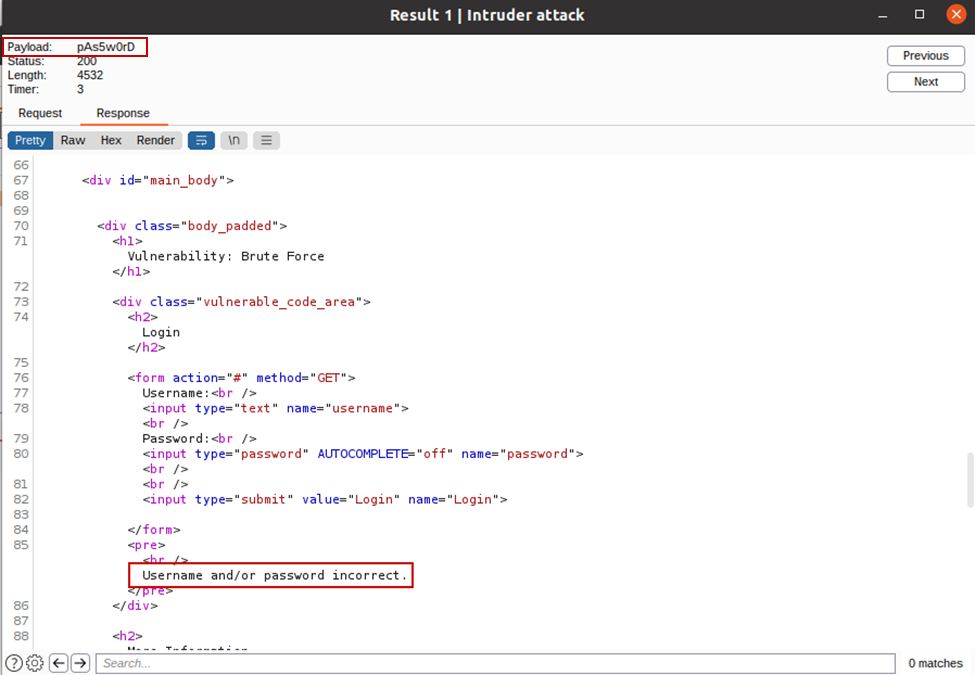 Result 1 | Intruder attack
Payload: pAs5w0rD
Status: 200
Length: 4532
Timer: 3
Previous
Next
Request Response
Pretty Raw Hex Render \n
66
67 <div id="main_body">
68
69
70 <div class="body_padded">
71 <h1>
Vulnerability: Brute Force
</h1>
72
73 <div class="vulnerable_code_area">
74 <h2>
Login
</h2>
75
76 <form action="#" method="GET">
77 Username:<br />
78 <input type="text" name="username">
<br />
79 Password:<br />
80 <input type="password" AUTOCOMPLETE="off" name="password">
<br />
81 <br />
82 <input type="submit" value="Login" name="Login">
83
84 </form>
85 <pre>
<br />
Username and/or password incorrect.
</pre>
86 </div>
87
88 <h2>
More Information
? Search... 0 matches